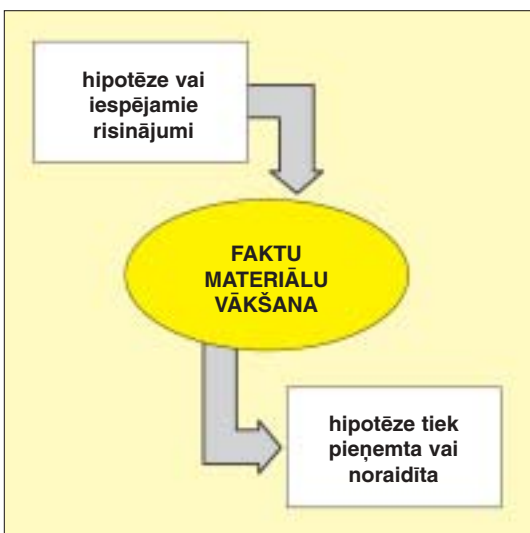 hipotēze vai
iespējamie
risinājumi
FAKTU
MATERIĀLU
VĀKŠANA
hipotēze tiek
pieņemta vai
noraidīta